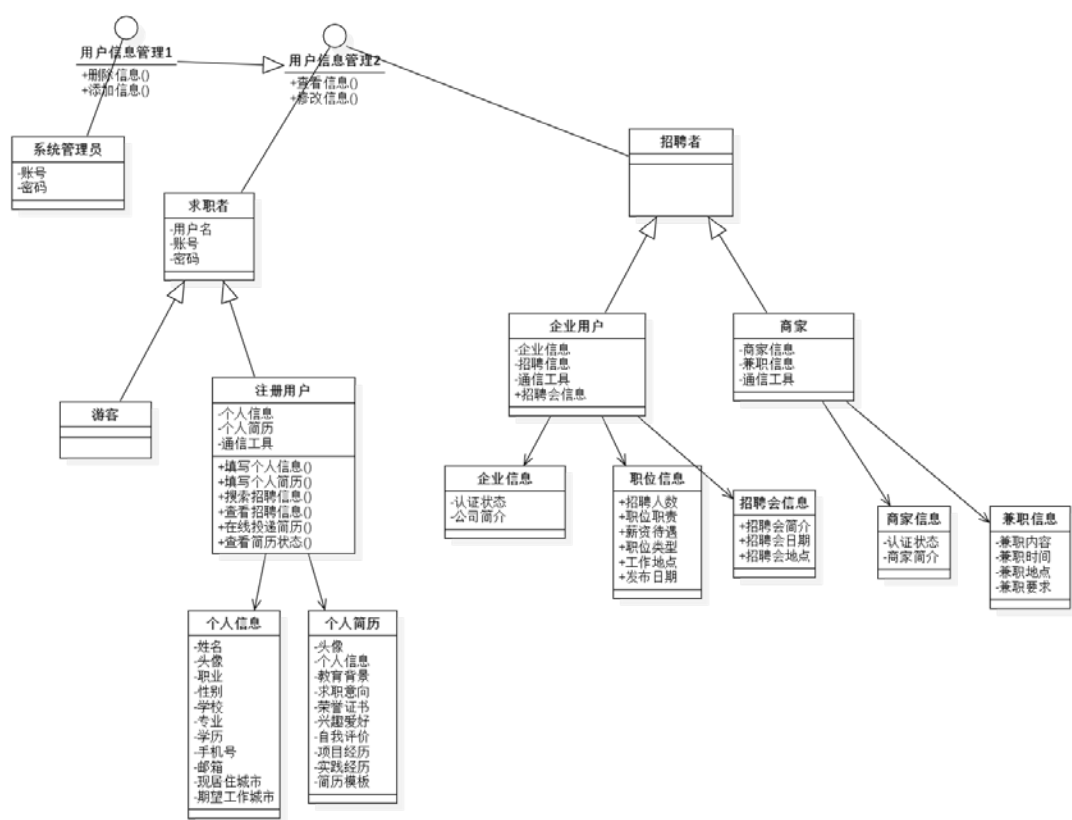 用户信息管理1
+删除信息()
+添加信息()
用户信息管理2
+查看信息()
+修改信息()
系统管理员
-账号
-密码
求职者
-用户名
-账号
-密码
招聘者
游客
注册用户
-个人信息
-个人简历
-通信工具
+填写个人信息()
+填写个人简历()
+搜索招聘信息()
+查看招聘信息()
+在线投递简历()
+查看简历状态()
企业用户
-企业信息
-招聘信息
-通信工具
+招聘会信息
商家
-商家信息
-兼职信息
-通信工具
企业信息
-认证状态
-公司简介
职位信息
+招聘人数
+职位职责
+薪资待遇
+职位类型
+工作地点
+发布日期
招聘会信息
+招聘会简介
+招聘会日期
+招聘会地点
商家信息
-认证状态
-商家简介
兼职信息
-兼职内容
-兼职时间
-兼职地点
-兼职要求
个人信息
-姓名
-头像
-职业
-性别
-学校
-专业
-学历
-手机号
-邮箱
-现居住城市
-期望工作城市
个人简历
-头像
-个人信息
-教育背景
-求职意向
-荣誉证书
-兴趣爱好
-自我评价
-项目经历
-实践经历
-简历模板